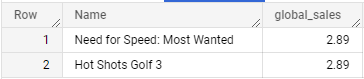 Row Name global_sales
1 Need for Speed: Most Wanted 2.89
2 Hot Shots Golf 3 2.89